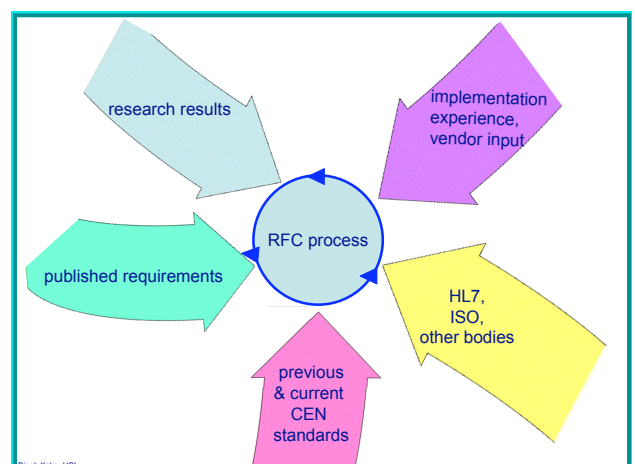 research results
implementation
experience,
vendor input
RFC process
published requirements
HL7,
ISO,
other bodies
previous
& current
CEN
standards